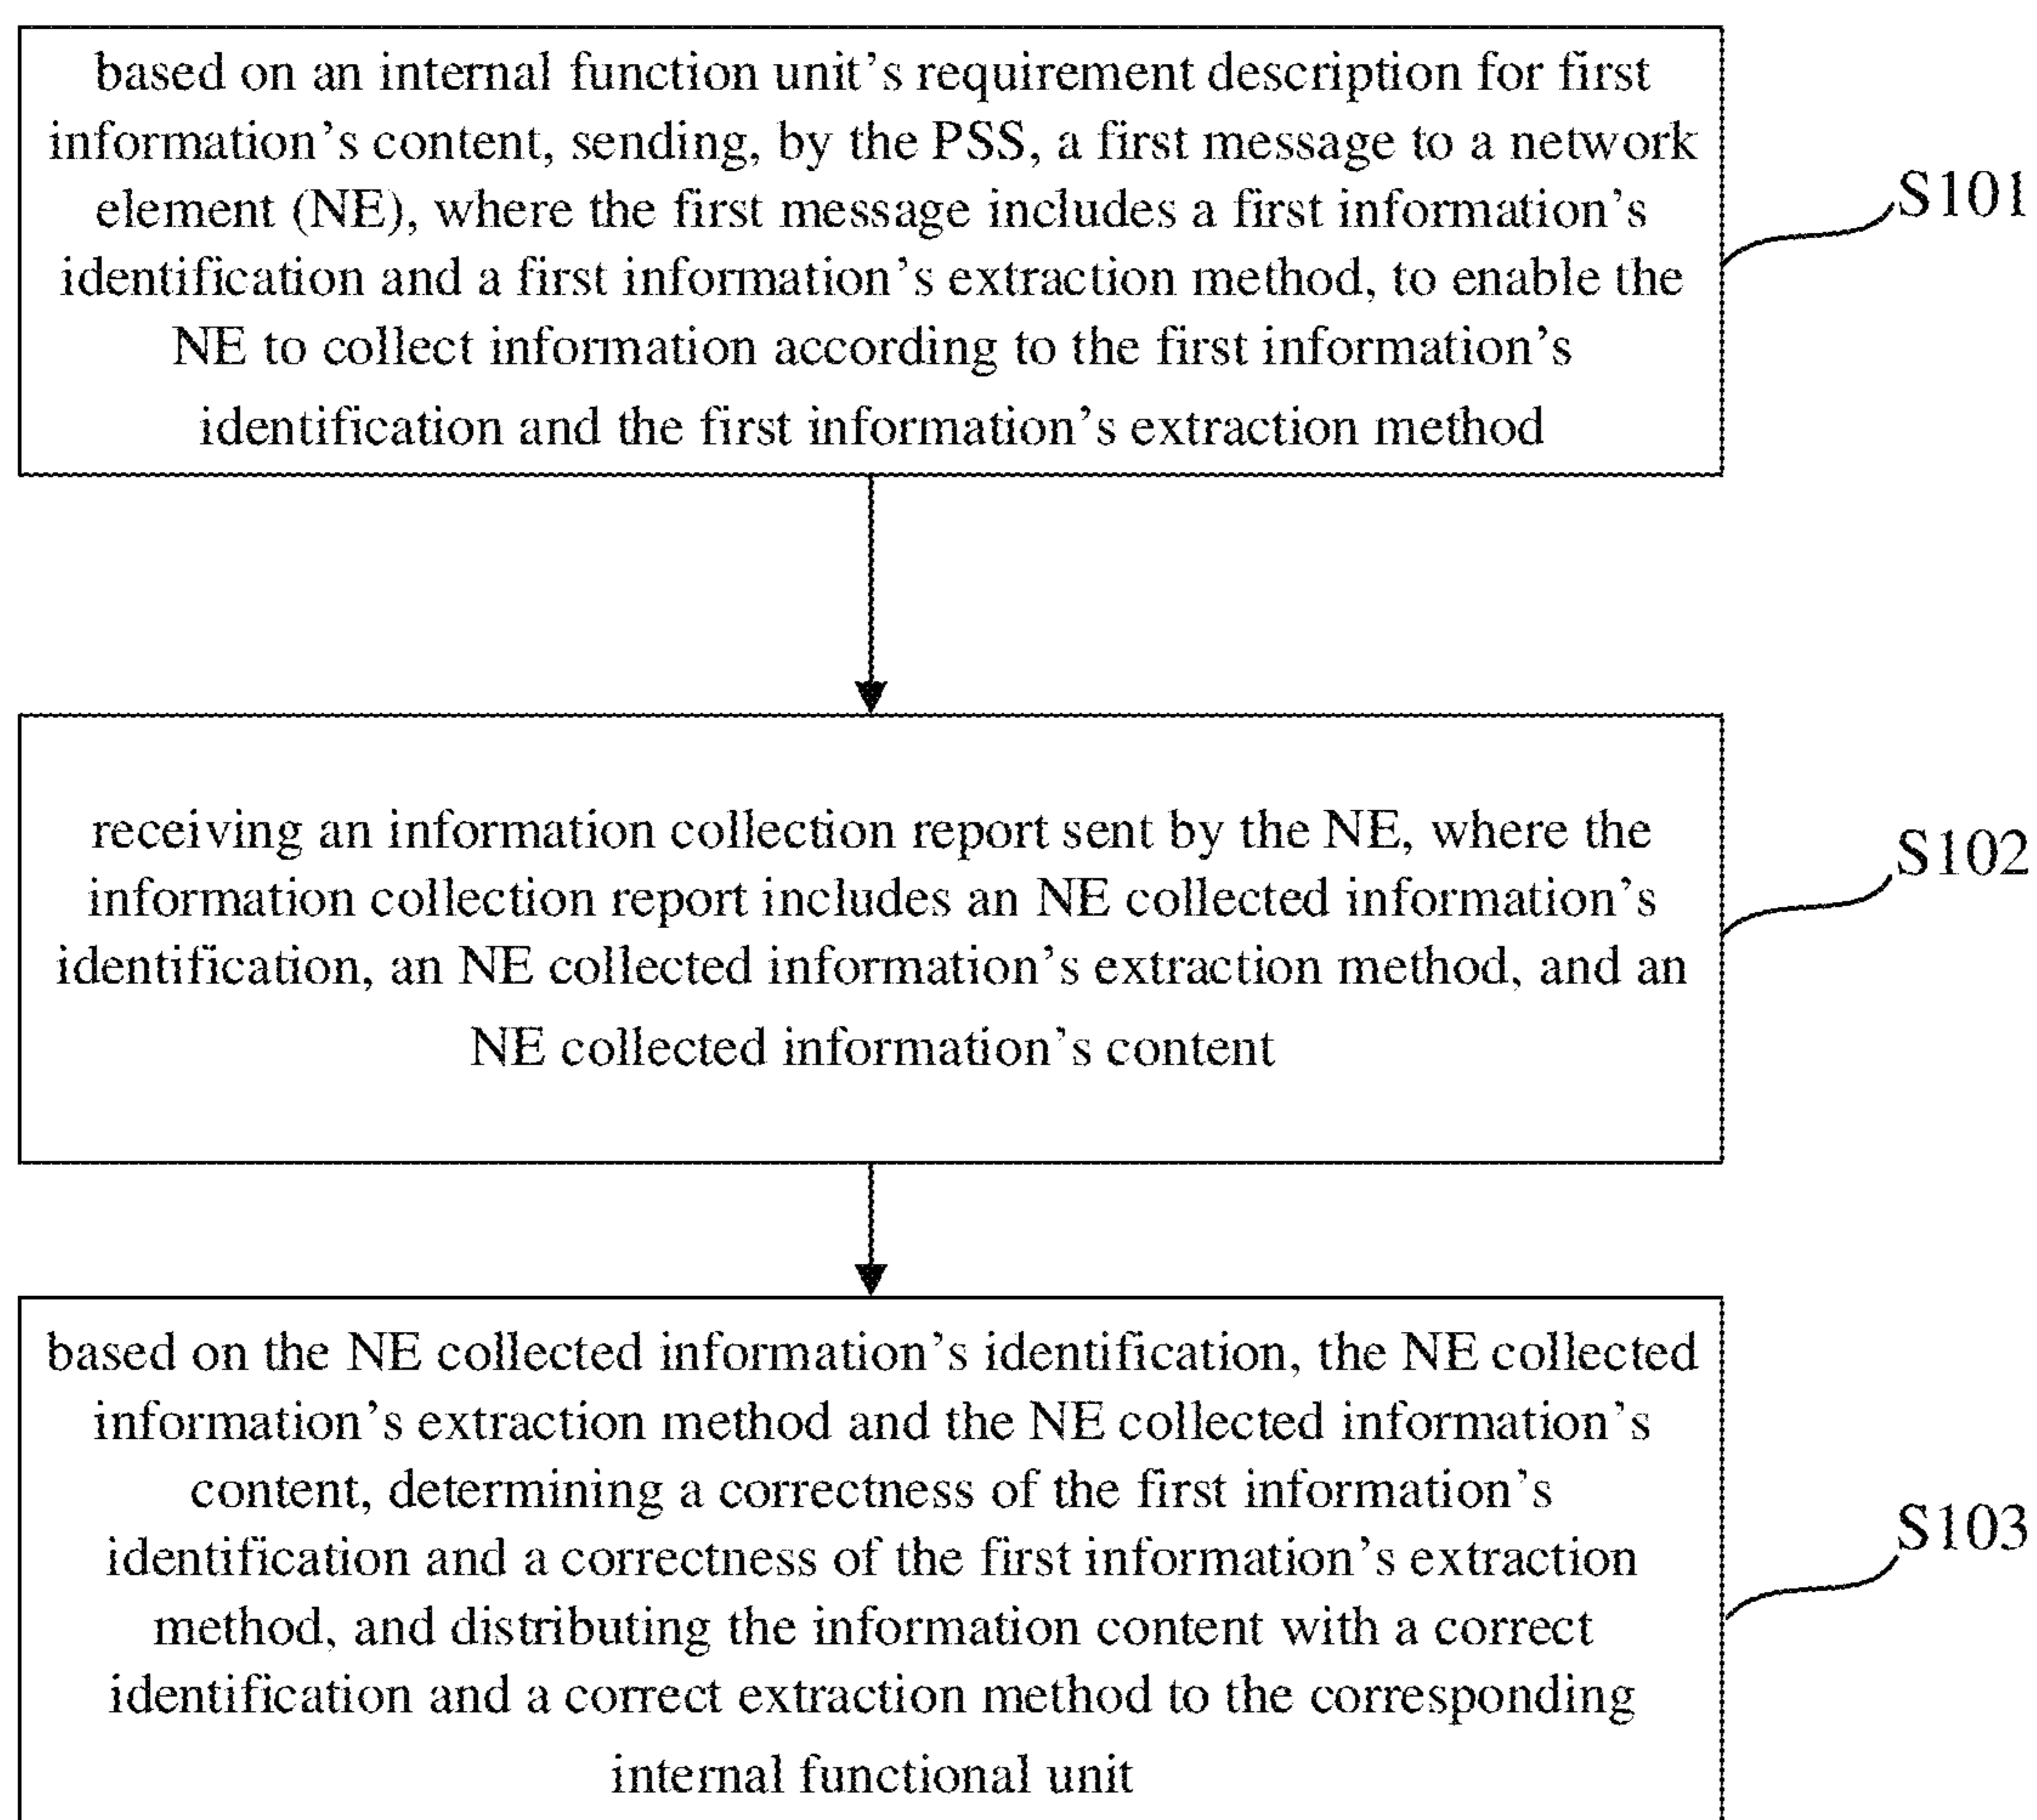 based on an internal function unit's requirement description for first
information's content, sending, by the PSS, a first message to a network
element (NE), where the first message includes a first information's
identification and a first information's extraction method, to enable the
NE to collect information according to the first information's
identification and the first information's extraction method
S101
receiving an information collection report sent by the NE, where the
information collection report includes an NE collected information's
identification, an NE collected information's extraction method, and an
NE collected information's content
S102
based on the NE collected information's identification, the NE collected
information's extraction method and the NE collected information's
content, determining a correctness of the first information's
identification and a correctness of the first information's extraction
method, and distributing the information content with a correct
identification and a correct extraction method to the corresponding
internal functional unit
S103